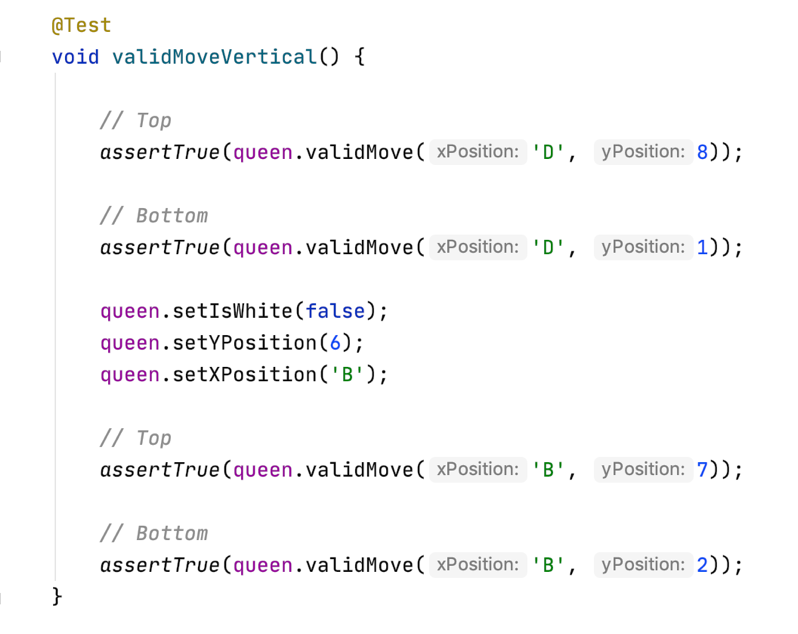 @Test
void validMoveVertical() {
// Top
assertTrue(queen.validMove( xPosition: 'D', yPosition: 8));
// Bottom
assertTrue(queen.validMove( xPosition: 'D', yPosition: 1));
queen.setIsWhite(false);
queen.setYPosition(6);
queen.setXPosition('B');
// Top
assertTrue(queen.validMove( xPosition: 'B', yPosition: 7));
// Bottom
assertTrue(queen.validMove( xPosition: 'B', yPosition: 2));
}